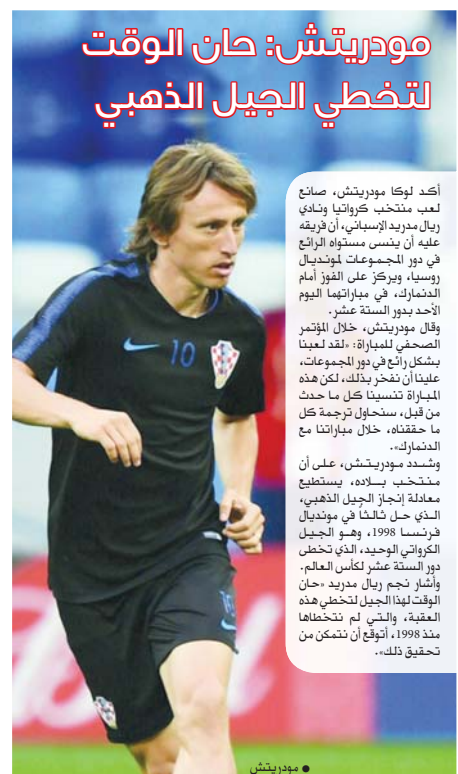 مودريتش: حان الوقت
لتخطي الجيل الذهبي
أكد لوكا مودريتش، صانع
لعب منتخب كرواتيا ونادي
ريال مدريد الإسباني، أن فريقه
عليه أن ينسى مستواه الرائع
في دور المجموعات لمونديال
روسيا، ويركز على الفوز أمام
الدنمارك، في مباراتهما اليوم
الأحد بدور الستة عشر.
وقال مودريتش، خلال المؤتمر
الصحفي للمباراة: «لقد لعبنا
بشكل رائع في دور المجموعات،
علينا أن نفخر بذلك، لكن هذه
المباراة تنسينا كل ما حدث
من قبل، سنحاول ترجمة كل
ما حققناه، خلال مباراتنا مع
الدنمارك».
وشدد مودريتش، على أن
منتخب بلاده، يستطيع
معادلة إنجاز الجيل الذهبي،
الذي حل ثالثاً في مونديال
فرنسا 1998، وهو الجيل
الكرواتي الوحيد، الذي تخطى
دور الستة عشر لكأس العالم.
وأشار نجم ريال مدريد «حان
الوقت لهذا الجيل لتخطي هذه
العقبة، والتي لم نتخطاها
منذ 1998، أتوقع أن نتمكن من
تحقيق ذلك».
10
10
● مودريتش